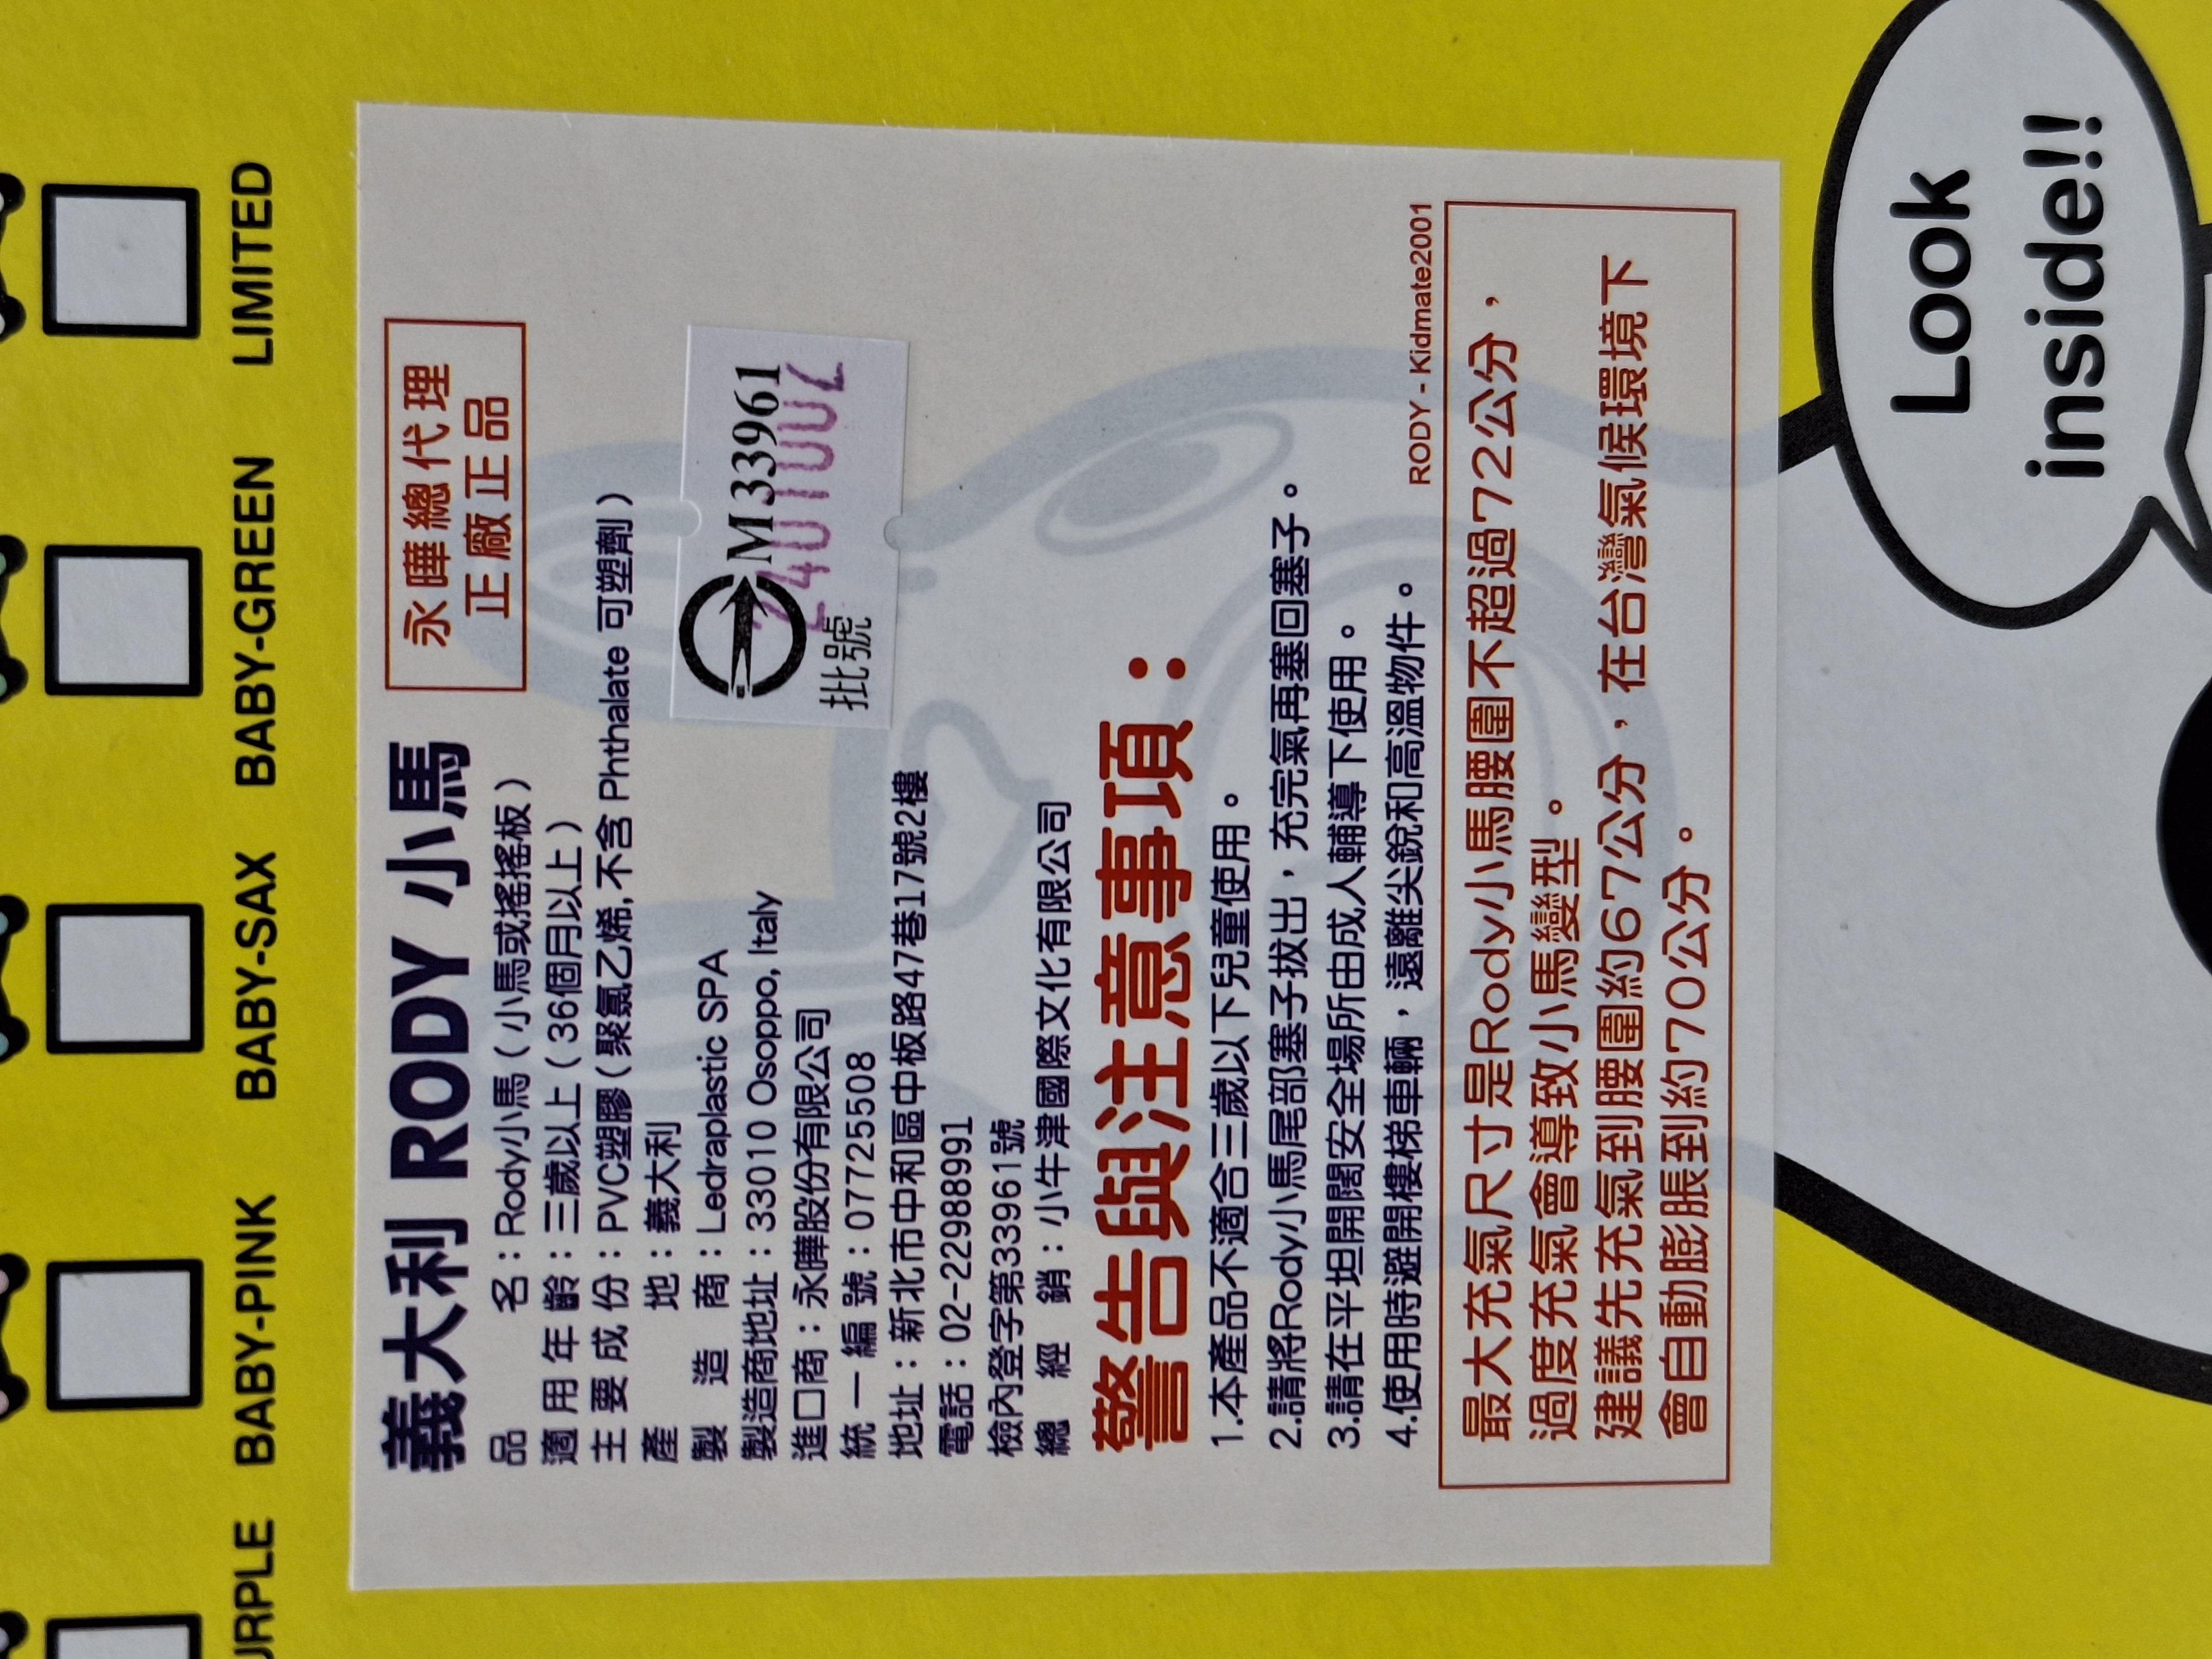 URPLE BABY-PINK BABY-SAX BABY-GREEN LIMITED
義大利 RODY 小馬
永曄總代理
正廠正品
品名：Rody小馬（小馬或搖搖板）
適用年齡：三歲以上（36個月以上）
主要成份：PVC塑膠（聚氯乙烯,不含 Phthalate 可塑劑）
產地：義大利
製造商：Ledraplastic SPA
製造商地址：33010 Osoppo, Italy
進口商：永曄股份有限公司
統一編號：07725508
地址：新北市中和區中板路47巷17號2樓
電話：02-22988991
檢內登字第33961號
總經銷：小牛津國際文化有限公司
M33961
批號 2401002
警告與注意事項：
1.本產品不適合三歲以下兒童使用。
2.請將Rody小馬尾部塞子拔出，充完氣再塞回塞子。
3.請在平坦開闊安全場所由成人輔導下使用。
4.使用時避開樓梯車輛，遠離尖銳和高溫物件。
RODY - Kidmate2001
最大充氣尺寸是Rody小馬腰圍不超過72公分，
過度充氣會導致小馬變型。
建議先充氣到腰圍約67公分，在台灣氣候環境下
會自動膨脹到約70公分。
Look
inside!!